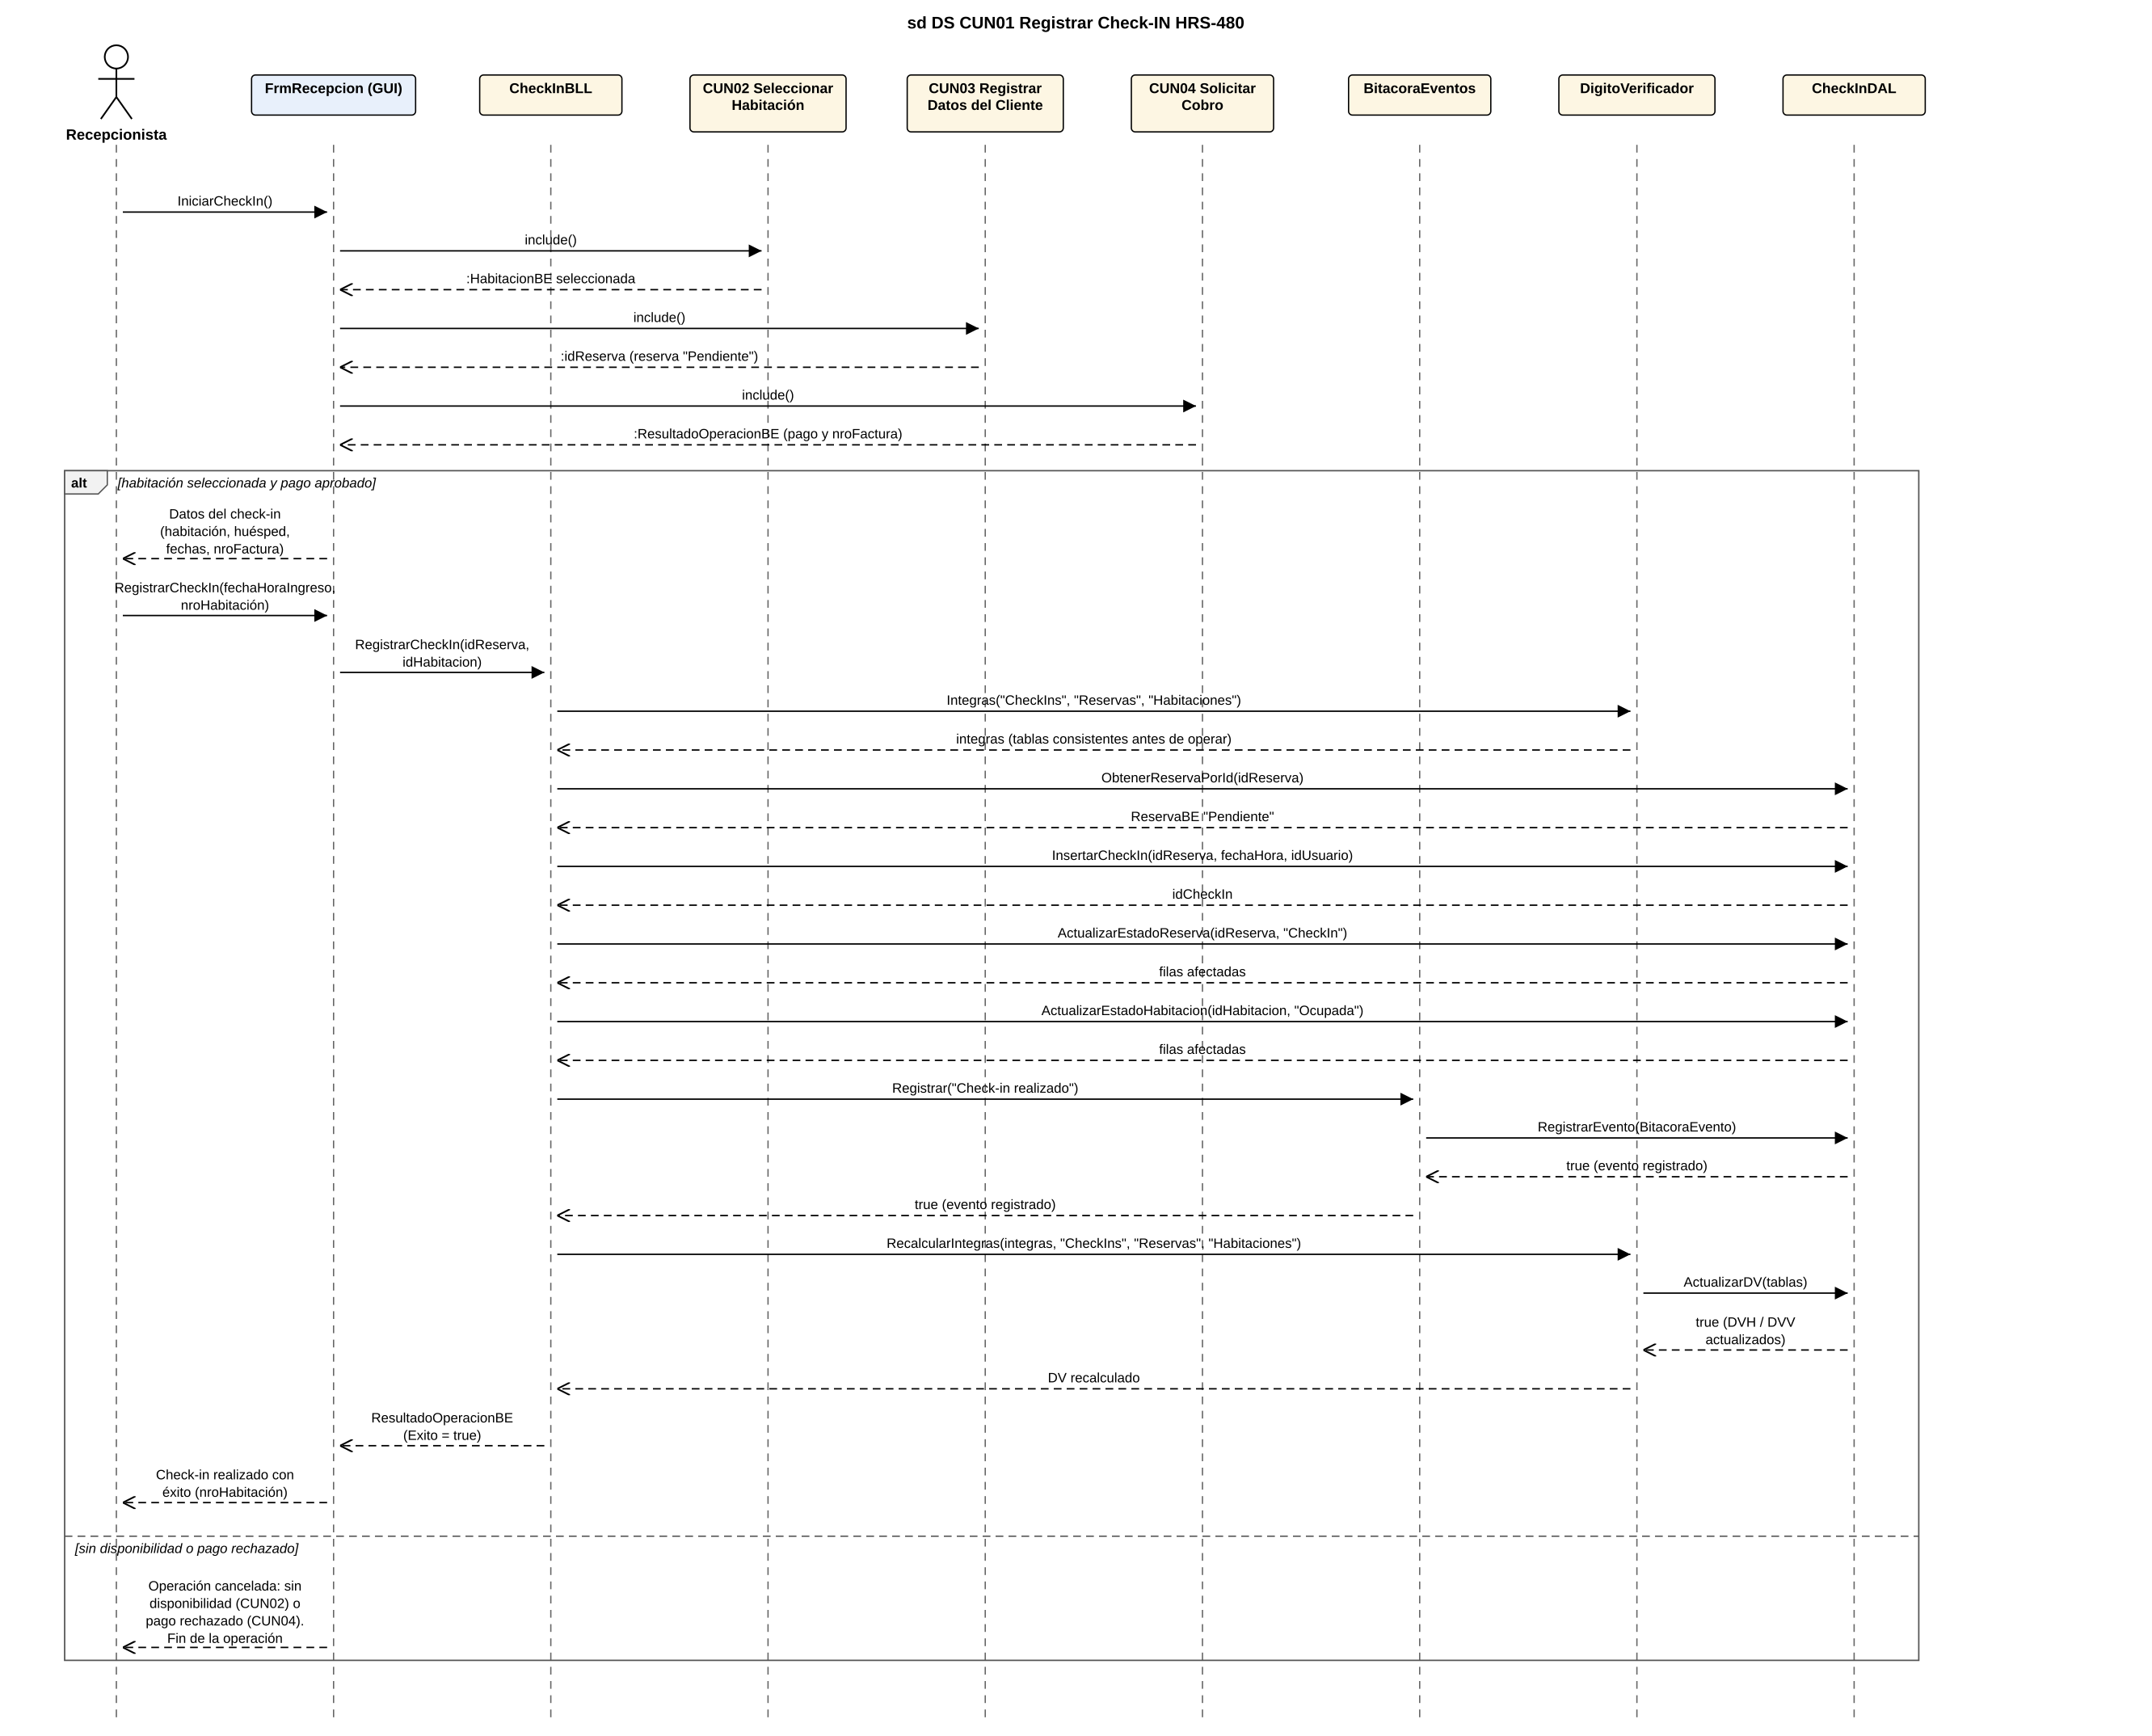 sd DS CUN01 Registrar Check-IN HRS-480
Recepcionista
FrmRecepcion (GUI)
CheckInBLL
CUN02 Seleccionar
Habitación
CUN03 Registrar
Datos del Cliente
CUN04 Solicitar
Cobro
BitacoraEventos
DigitoVerificador
CheckInDAL
IniciarCheckIn()
include()
:HabitacionBE seleccionada
include()
:idReserva (reserva "Pendiente")
include()
:ResultadoOperacionBE (pago y nroFactura)
alt
[habitación seleccionada y pago aprobado]
Datos del check-in
(habitación, huésped,
fechas, nroFactura)
RegistrarCheckIn(fechaHoraIngreso,
nroHabitación)
RegistrarCheckIn(idReserva,
idHabitacion)
Integras("CheckIns", "Reservas", "Habitaciones")
integras (tablas consistentes antes de operar)
ObtenerReservaPorId(idReserva)
ReservaBE "Pendiente"
InsertarCheckIn(idReserva, fechaHora, idUsuario)
idCheckIn
ActualizarEstadoReserva(idReserva, "CheckIn")
filas afectadas
ActualizarEstadoHabitacion(idHabitacion, "Ocupada")
filas afectadas
Registrar("Check-in realizado")
RegistrarEvento(BitacoraEvento)
true (evento registrado)
true (evento registrado)
RecalcularIntegras(integras, "CheckIns", "Reservas", "Habitaciones")
ActualizarDV(tablas)
true (DVH / DVV
actualizados)
DV recalculado
ResultadoOperacionBE
(Exito = true)
Check-in realizado con
éxito (nroHabitación)
[sin disponibilidad o pago rechazado]
Operación cancelada: sin
disponibilidad (CUN02) o
pago rechazado (CUN04).
Fin de la operación